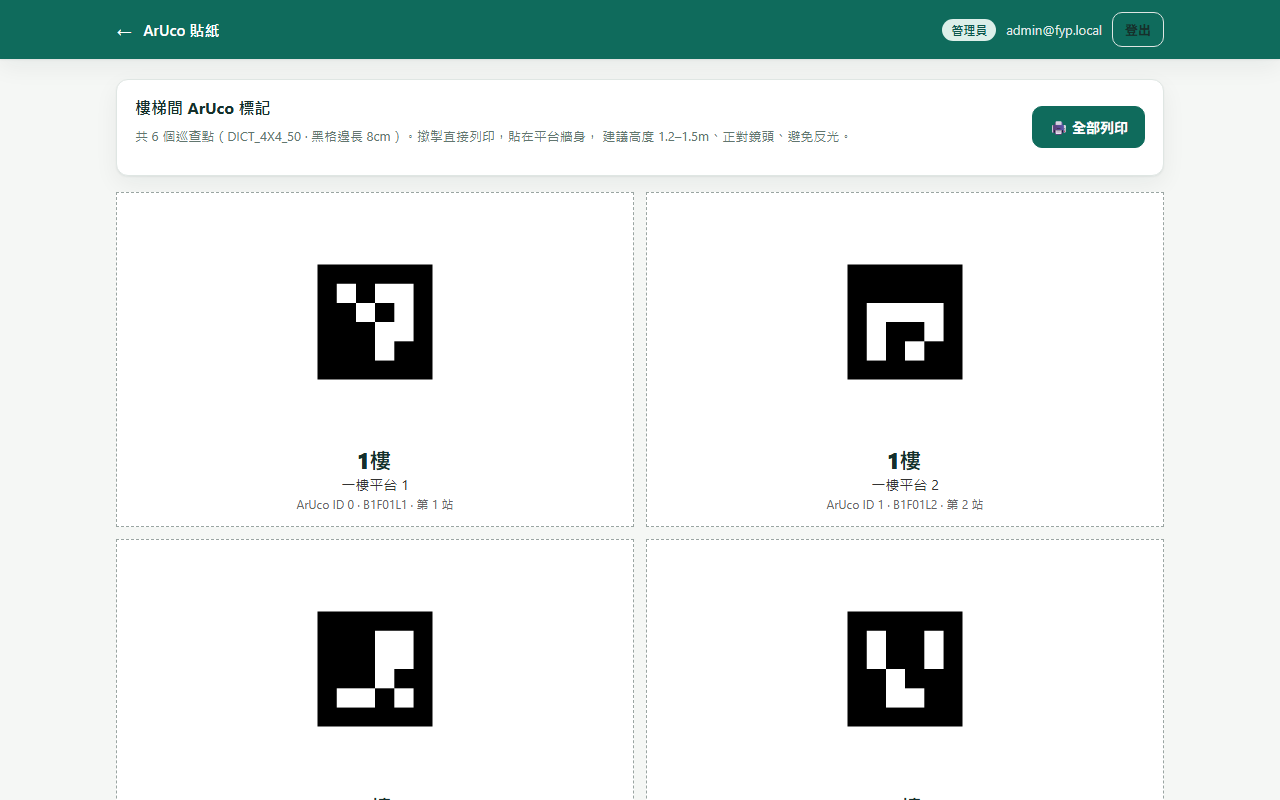 ← ArUco 貼紙
管理員 admin@fyp.local 登出
樓梯間 ArUco 標記
共 6 個巡查點（DICT_4X4_50 · 黑格邊長 8cm）。撳掣直接列印，貼在平台牆身， 建議高度 1.2–1.5m、正對鏡頭、避免反光。
全部列印
1樓
一樓平台 1
ArUco ID 0 · B1F01L1 · 第 1 站
1樓
一樓平台 2
ArUco ID 1 · B1F01L2 · 第 2 站